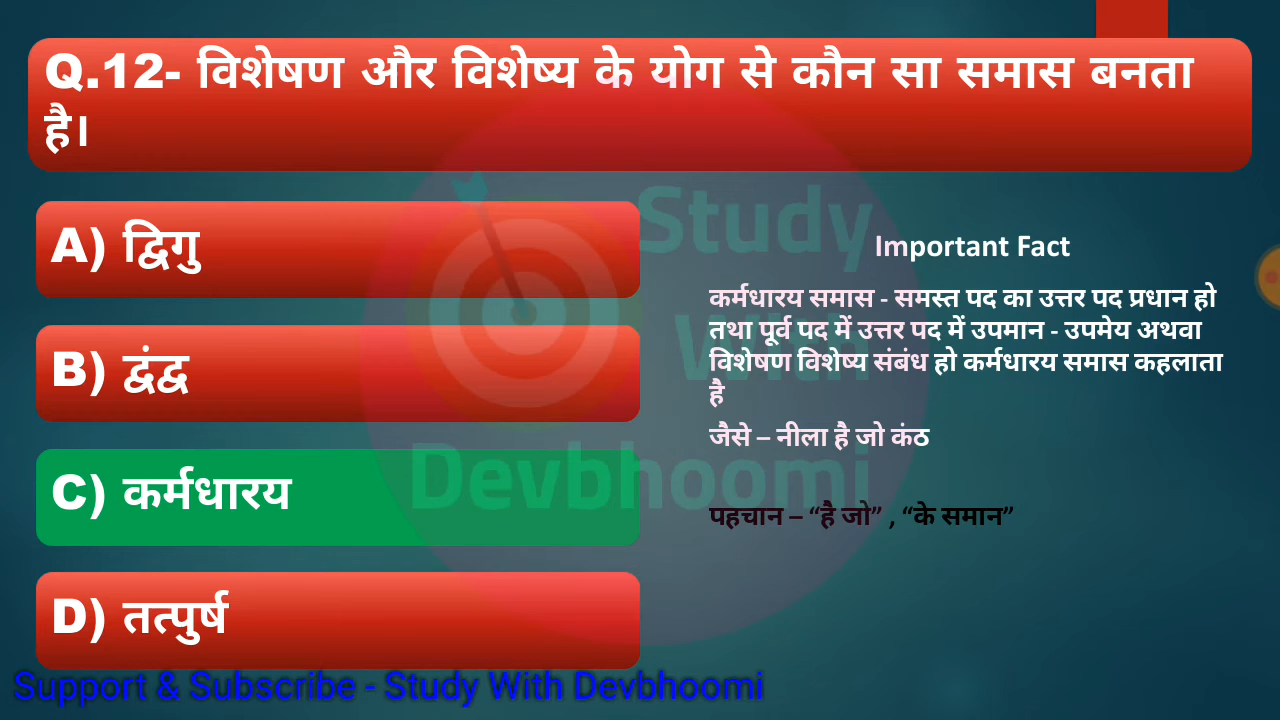 Q.12- विशेषण और विशेष्य के योग से कौन सा समास बनता
है।
A) द्विगु
B) द्वंद्व
C) कर्मधारय
D) तत्पुर्ष
Study
With
Devbhoomi
Important Fact
कर्मधारय समास - समस्त पद का उत्तर पद प्रधान हो
तथा पूर्व पद में उत्तर पद में उपमान - उपमेय अथवा
विशेषण विशेष्य संबंध हो कर्मधारय समास कहलाता
है
जैसे – नीला है जो कंठ
पहचान – “है जो” , “के समान”
Support & Subscribe - Study With Devbhoomi